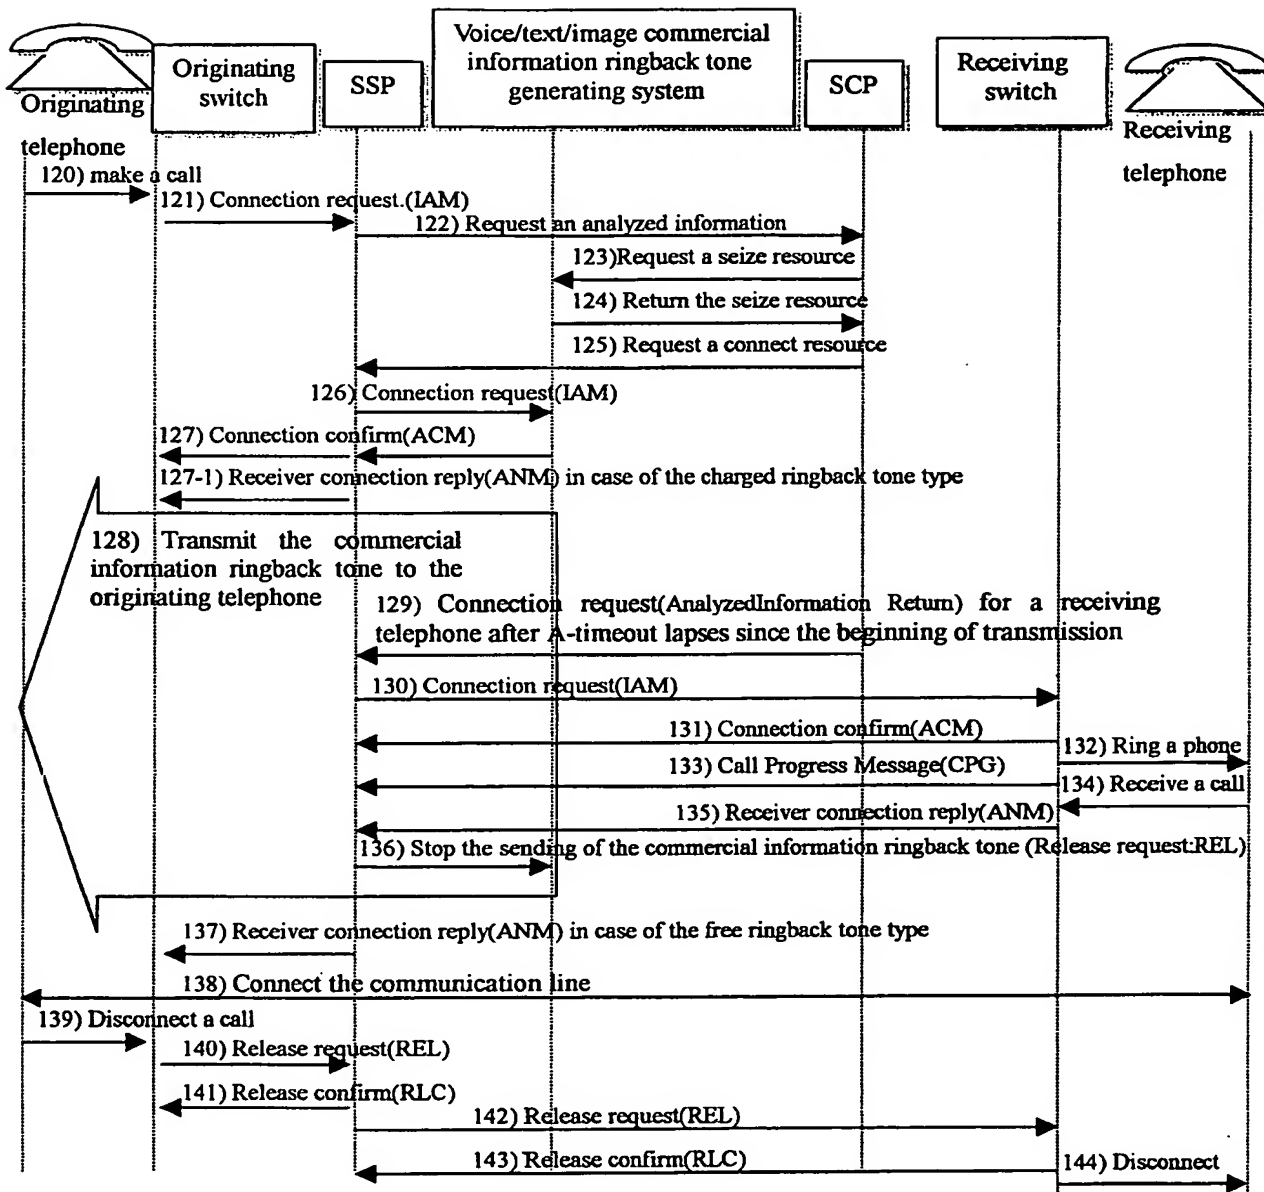 Voice/text/image commercial
information ringback tone
generating system
Originating
switch
SSP
SCP
Receiving
switch
Originating
telephone
Receiving
telephone
120) make a call
121) Connection request.(IAM)
122) Request an analyzed information
123)Request a seize resource
124) Return the seize resource
125) Request a connect resource
126) Connection request(IAM)
127) Connection confirm(ACM)
127-1) Receiver connection reply(ANM) in case of the charged ringback tone type
128) Transmit the commercial
information ringback tone to the
originating telephone
129) Connection request(AnalyzedInformation Return) for a receiving
telephone after A-timeout lapses since the beginning of transmission
130) Connection request(IAM)
131) Connection confirm(ACM)
132) Ring a phone
133) Call Progress Message(CPG)
134) Receive a call
135) Receiver connection reply(ANM)
136) Stop the sending of the commercial information ringback tone (Release request:REL)
137) Receiver connection reply(ANM) in case of the free ringback tone type
138) Connect the communication line
139) Disconnect a call
140) Release request(REL)
141) Release confirm(RLC)
142) Release request(REL)
143) Release confirm(RLC)
144) Disconnect